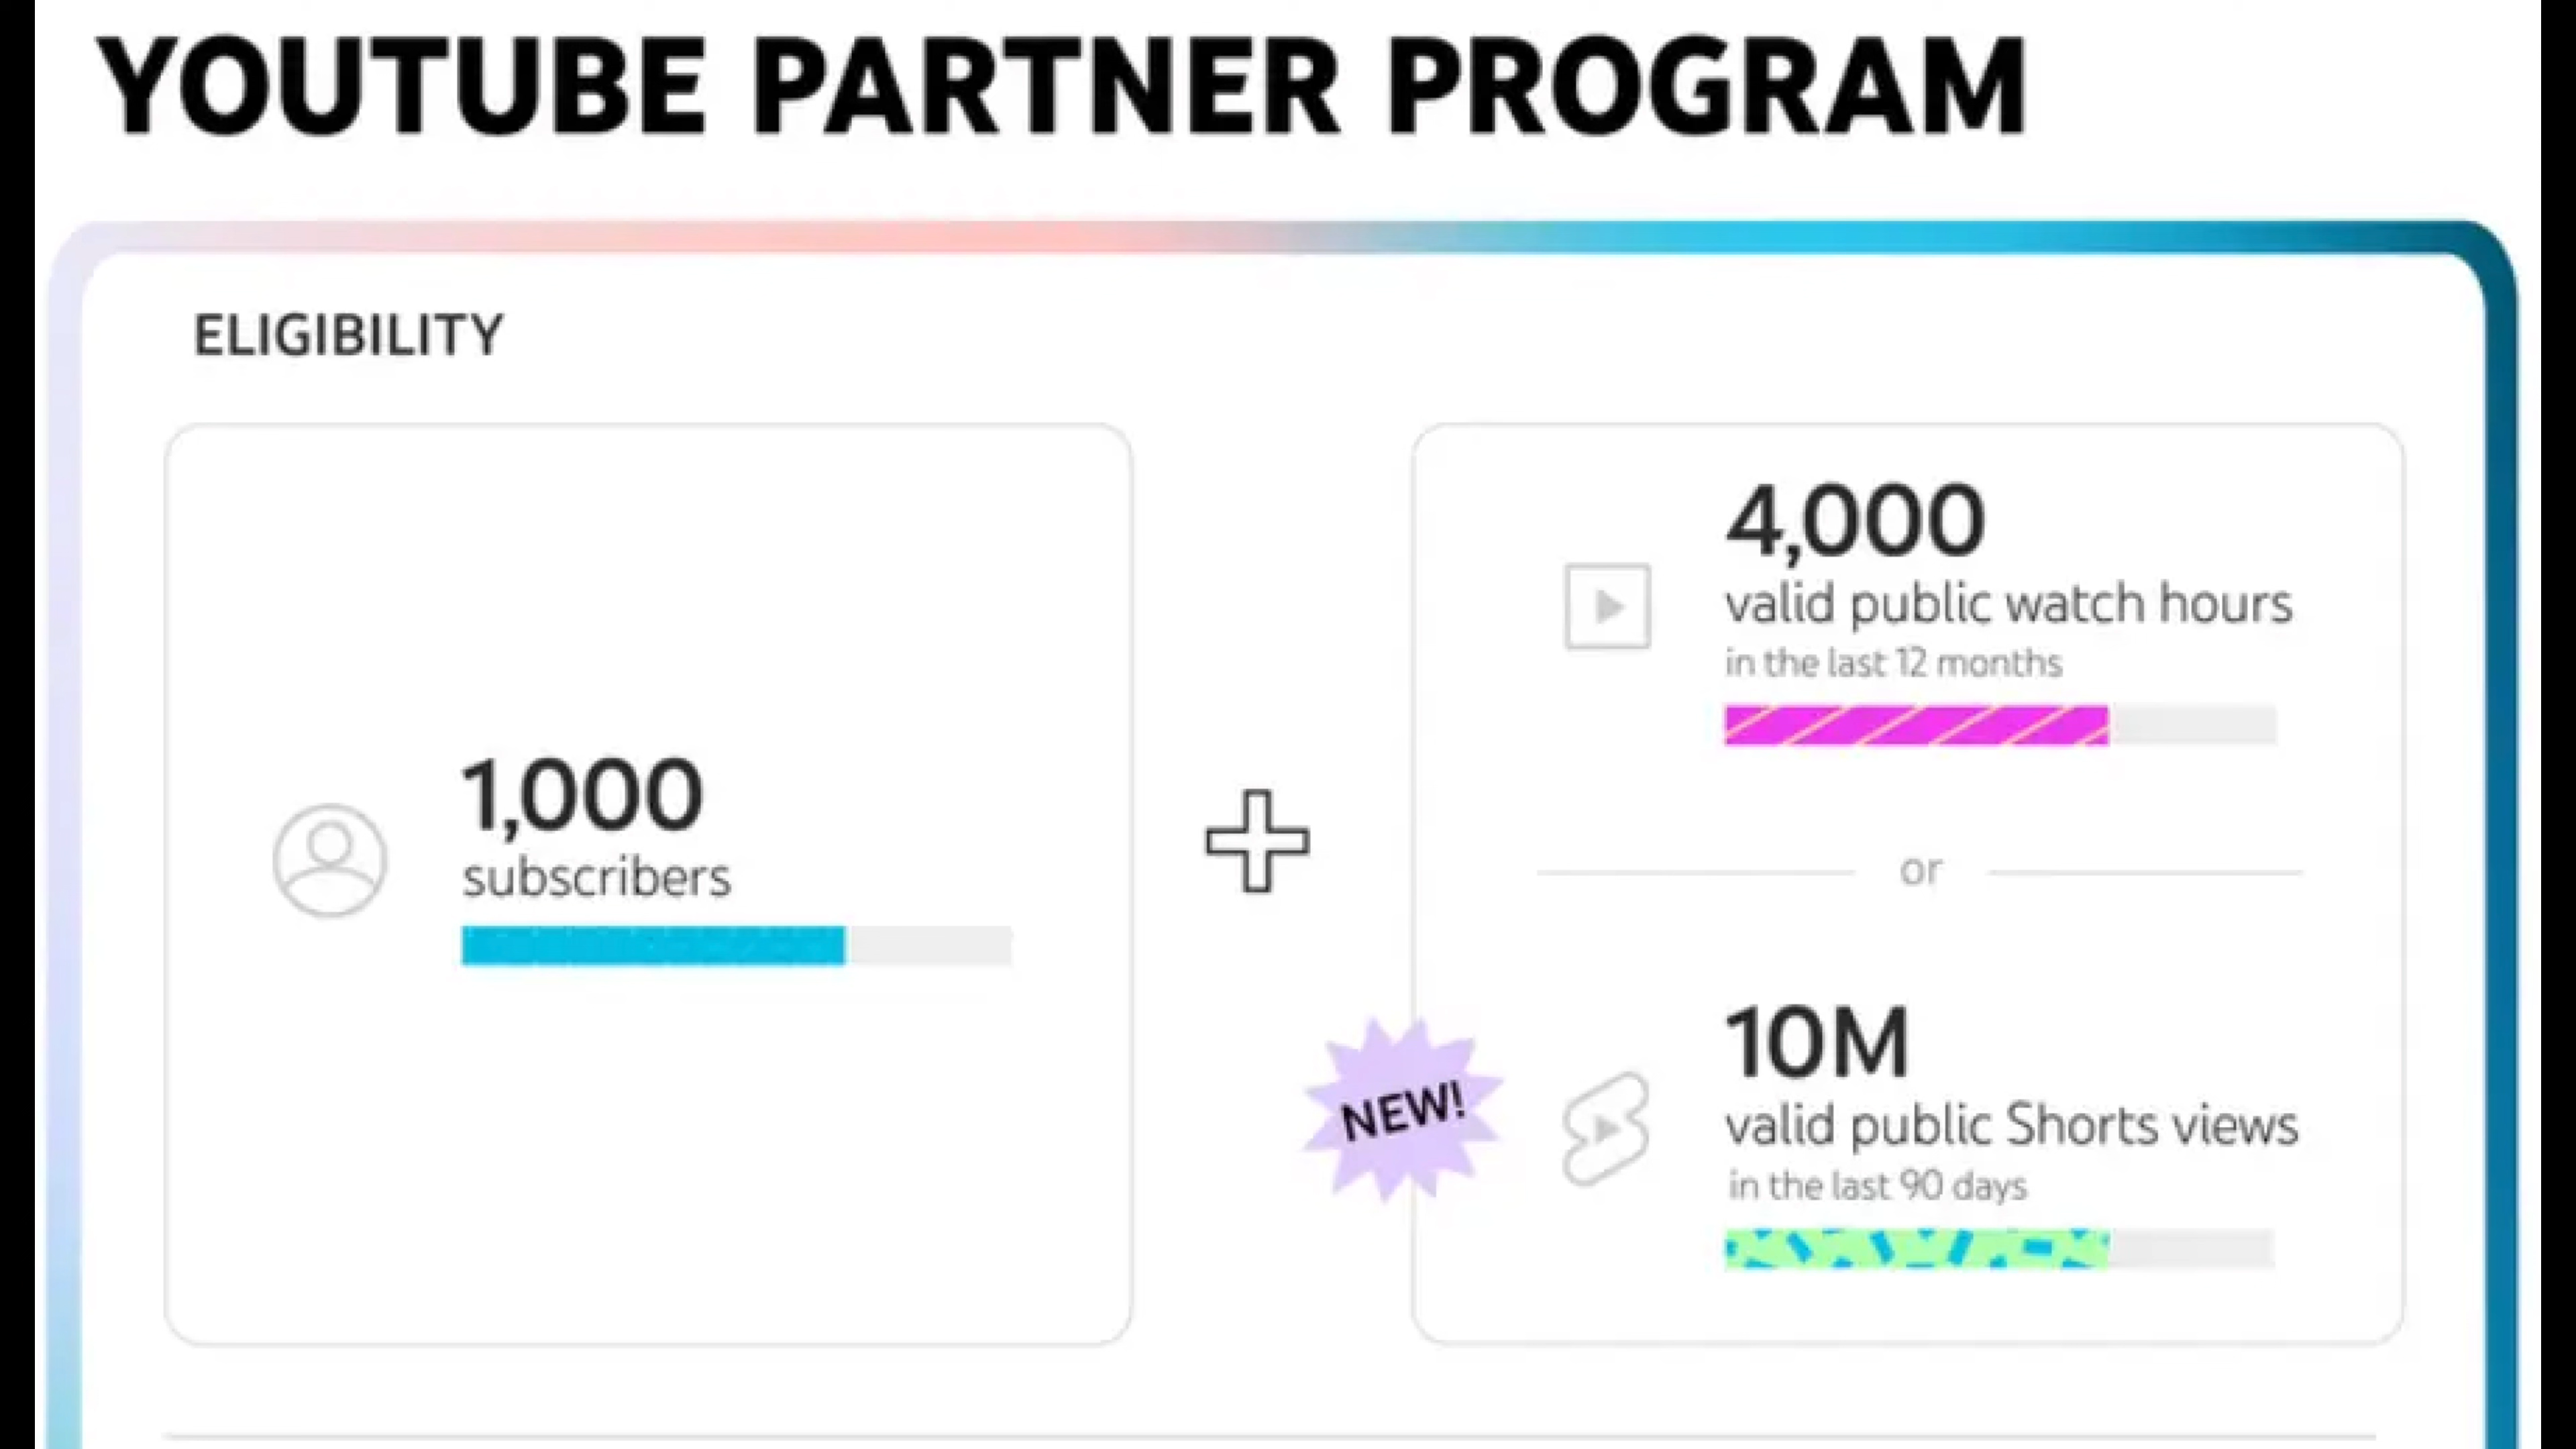 YOUTUBE PARTNER PROGRAM
ELIGIBILITY
1,000
subscribers
4,000
valid public watch hours
in the last 12 months
or
NEW!
10M
valid public Shorts views
in the last 90 days